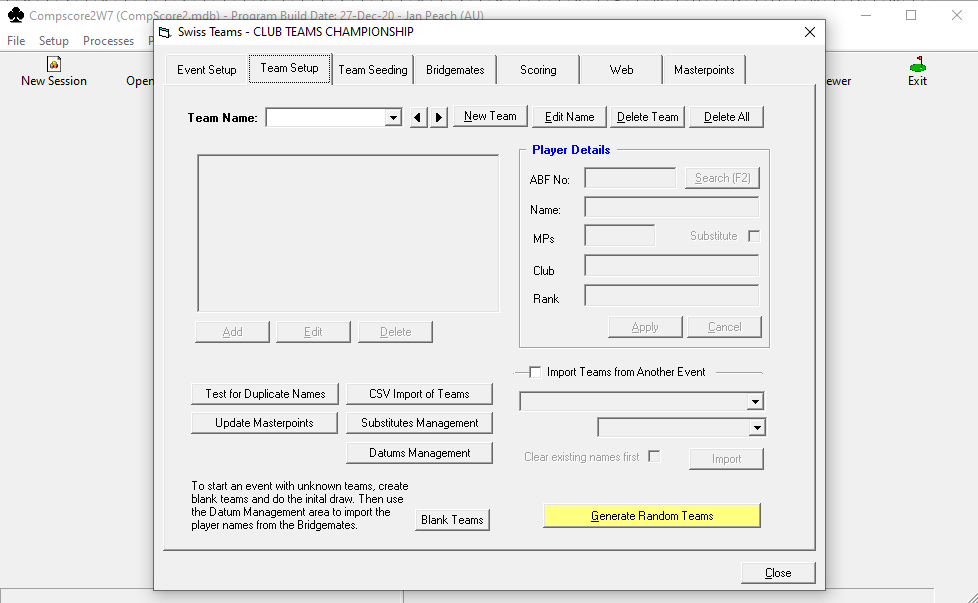 Compscore2W7 (CompScore2.mdb) - Program Build Date: 27-Dec-20 - Jan Peach (AU)
Swiss Teams - CLUB TEAMS CHAMPIONSHIP
File Setup Processes P
New Session Open ewer Exit
Event Setup Team Setup Team Seeding Bridgemates Scoring Web Masterpoints
Team Name: New Team Edit Name Delete Team Delete All
Player Details
ABF No: Search (F2)
Name:
MPs Substitute
Club
Rank
Apply Cancel
Add Edit Delete
Import Teams from Another Event
Test for Duplicate Names CSV Import of Teams
Update Masterpoints Substitutes Management
Datums Management
Clear existing names first Import
To start an event with unknown teams, create
blank teams and do the inital draw. Then use
the Datum Management area to import the
player names from the Bridgemates.
Blank Teams
Generate Random Teams
Close